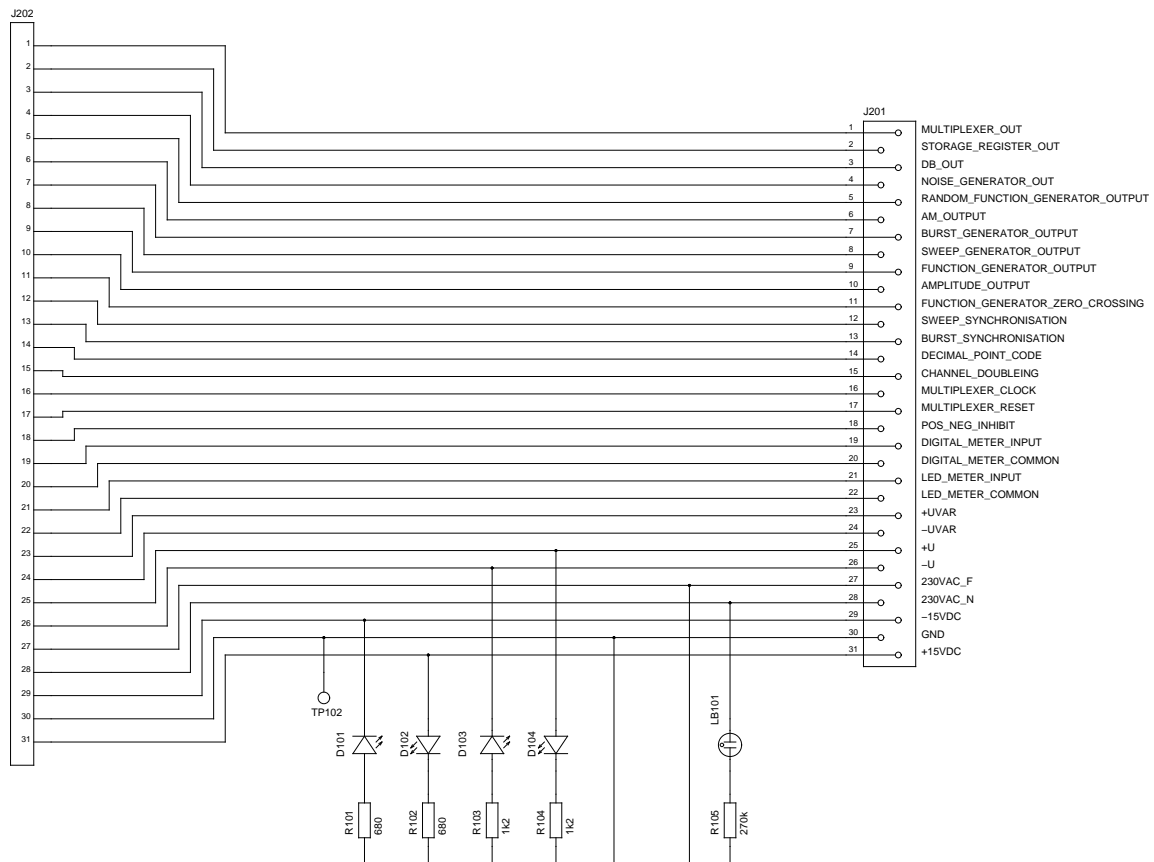 J202
1
2
3
4
5
6
7
8
9
10
11
12
13
14
15
16
17
18
19
20
21
22
23
24
25
26
27
28
29
30
31
J201
1 MULTIPLEXER_OUT
2 STORAGE_REGISTER_OUT
3 DB_OUT
4 NOISE_GENERATOR_OUT
5 RANDOM_FUNCTION_GENERATOR_OUTPUT
6 AM_OUTPUT
7 BURST_GENERATOR_OUTPUT
8 SWEEP_GENERATOR_OUTPUT
9 FUNCTION_GENERATOR_OUTPUT
10 AMPLITUDE_OUTPUT
11 FUNCTION_GENERATOR_ZERO_CROSSING
12 SWEEP_SYNCHRONISATION
13 BURST_SYNCHRONISATION
14 DECIMAL_POINT_CODE
15 CHANNEL_DOUBLEING
16 MULTIPLEXER_CLOCK
17 MULTIPLEXER_RESET
18 POS_NEG_INHIBIT
19 DIGITAL_METER_INPUT
20 DIGITAL_METER_COMMON
21 LED_METER_INPUT
22 LED_METER_COMMON
23 +UVAR
24 −UVAR
25 +U
26 −U
27 230VAC_F
28 230VAC_N
29 −15VDC
30 GND
31 +15VDC
TP102
D101
D102
D103
D104
LB101
R101
680
R102
680
R103
1k2
R104
1k2
R105
270k